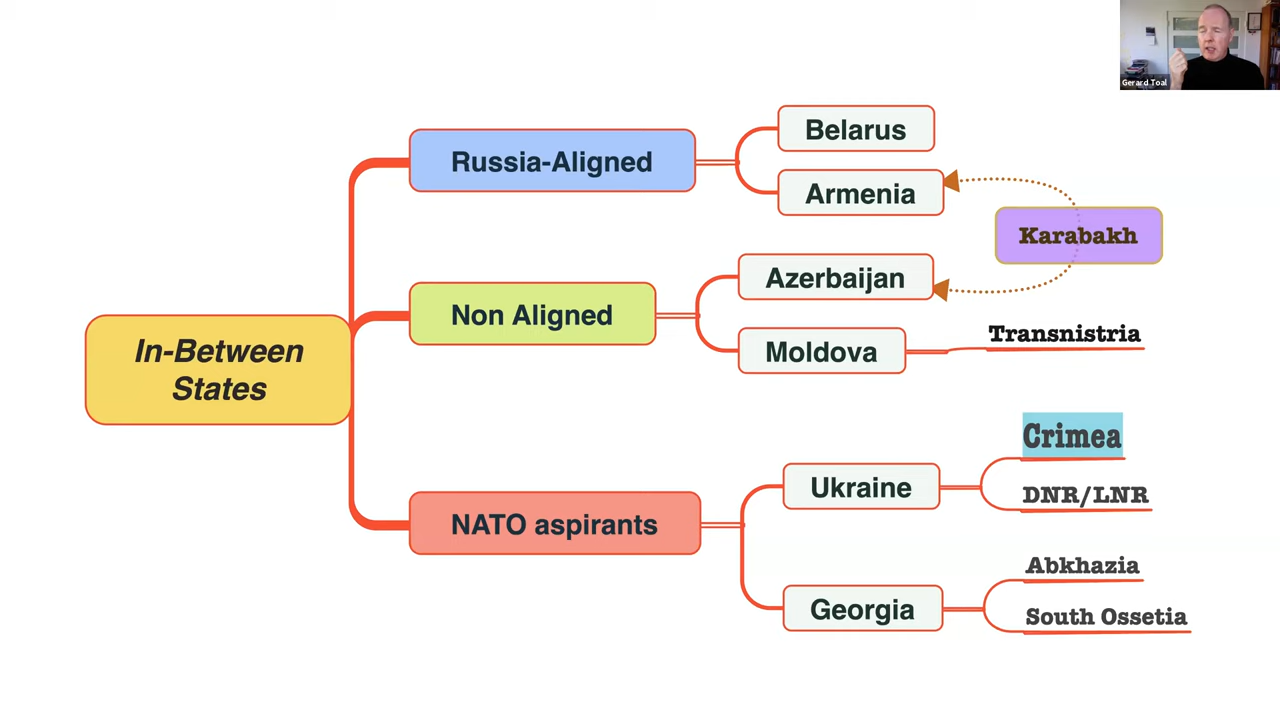 Gerard Toal
In-Between
States
Russia-Aligned
Belarus
Armenia
Karabakh
Non Aligned
Azerbaijan
Moldova
Transnistria
NATO aspirants
Ukraine
Crimea
DNR/LNR
Georgia
Abkhazia
South Ossetia